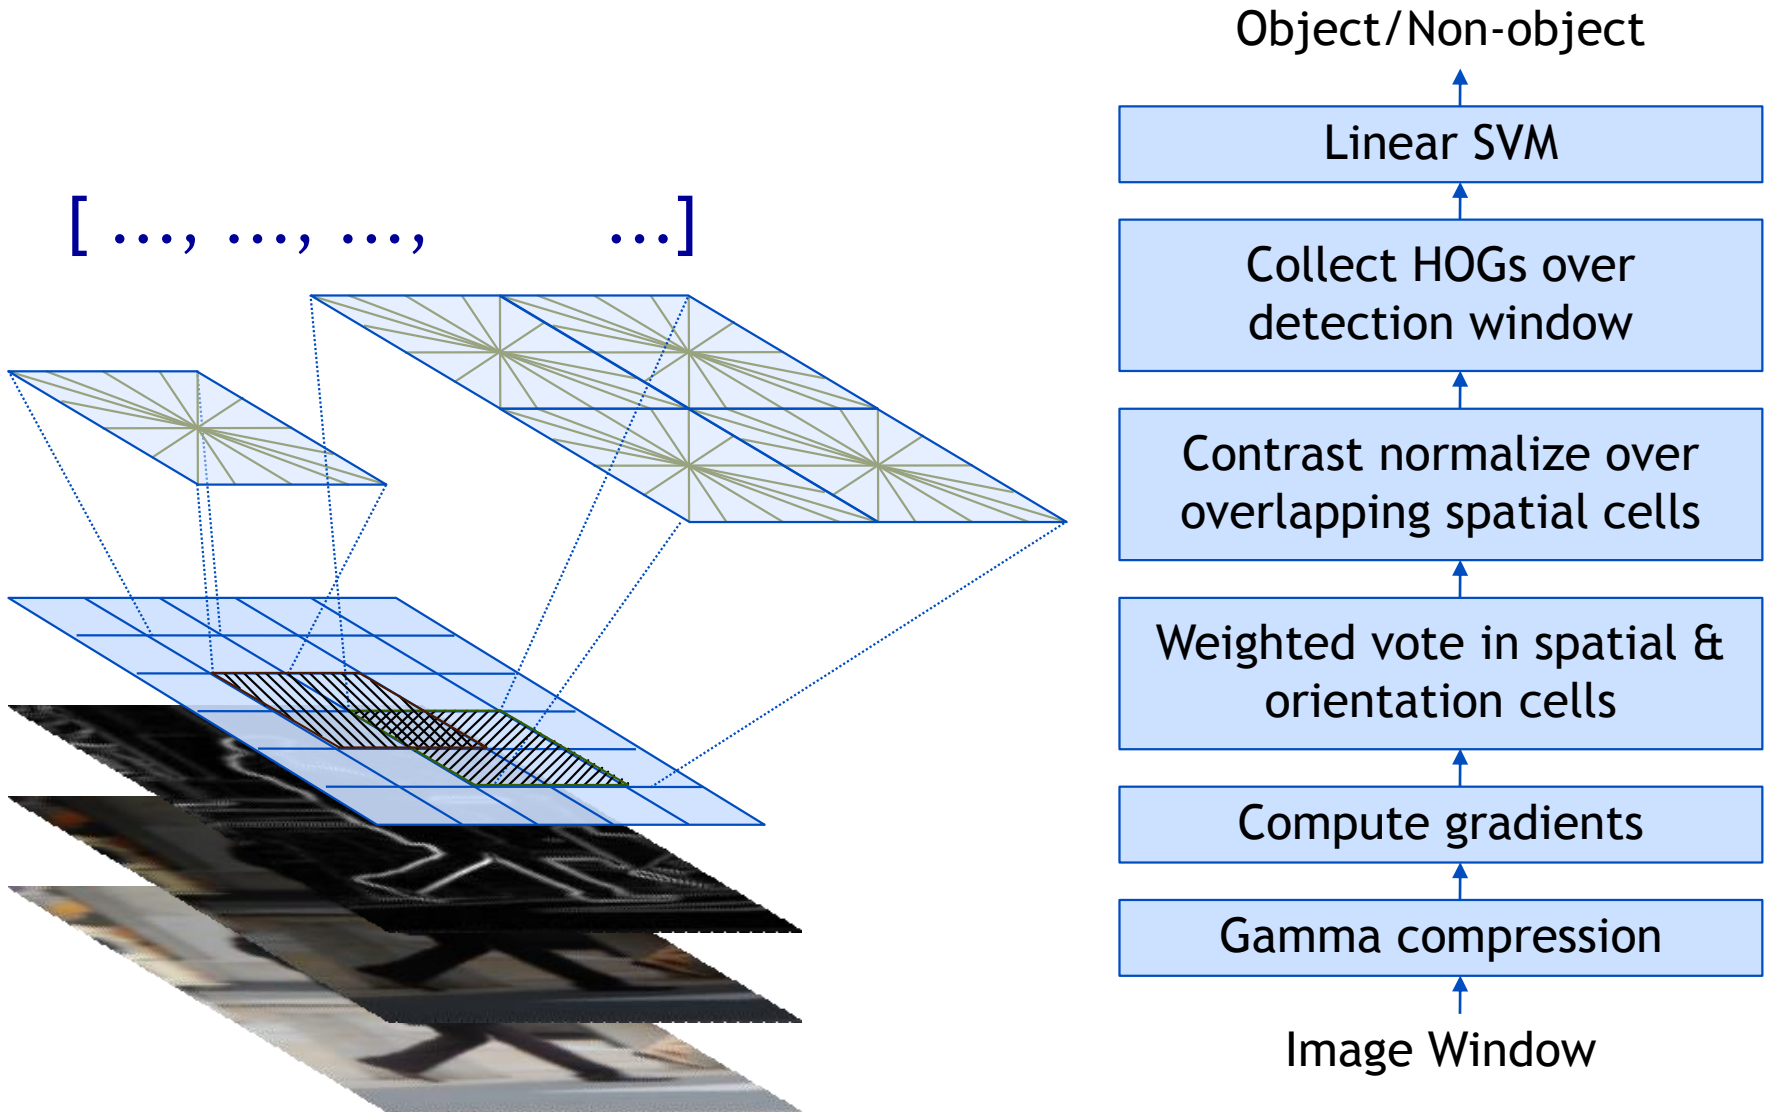 Object/Non-object
Linear SVM
[ ..., ..., ..., ...]
Collect HOGs over
detection window
Contrast normalize over
overlapping spatial cells
Weighted vote in spatial &
orientation cells
Compute gradients
Gamma compression
Image Window